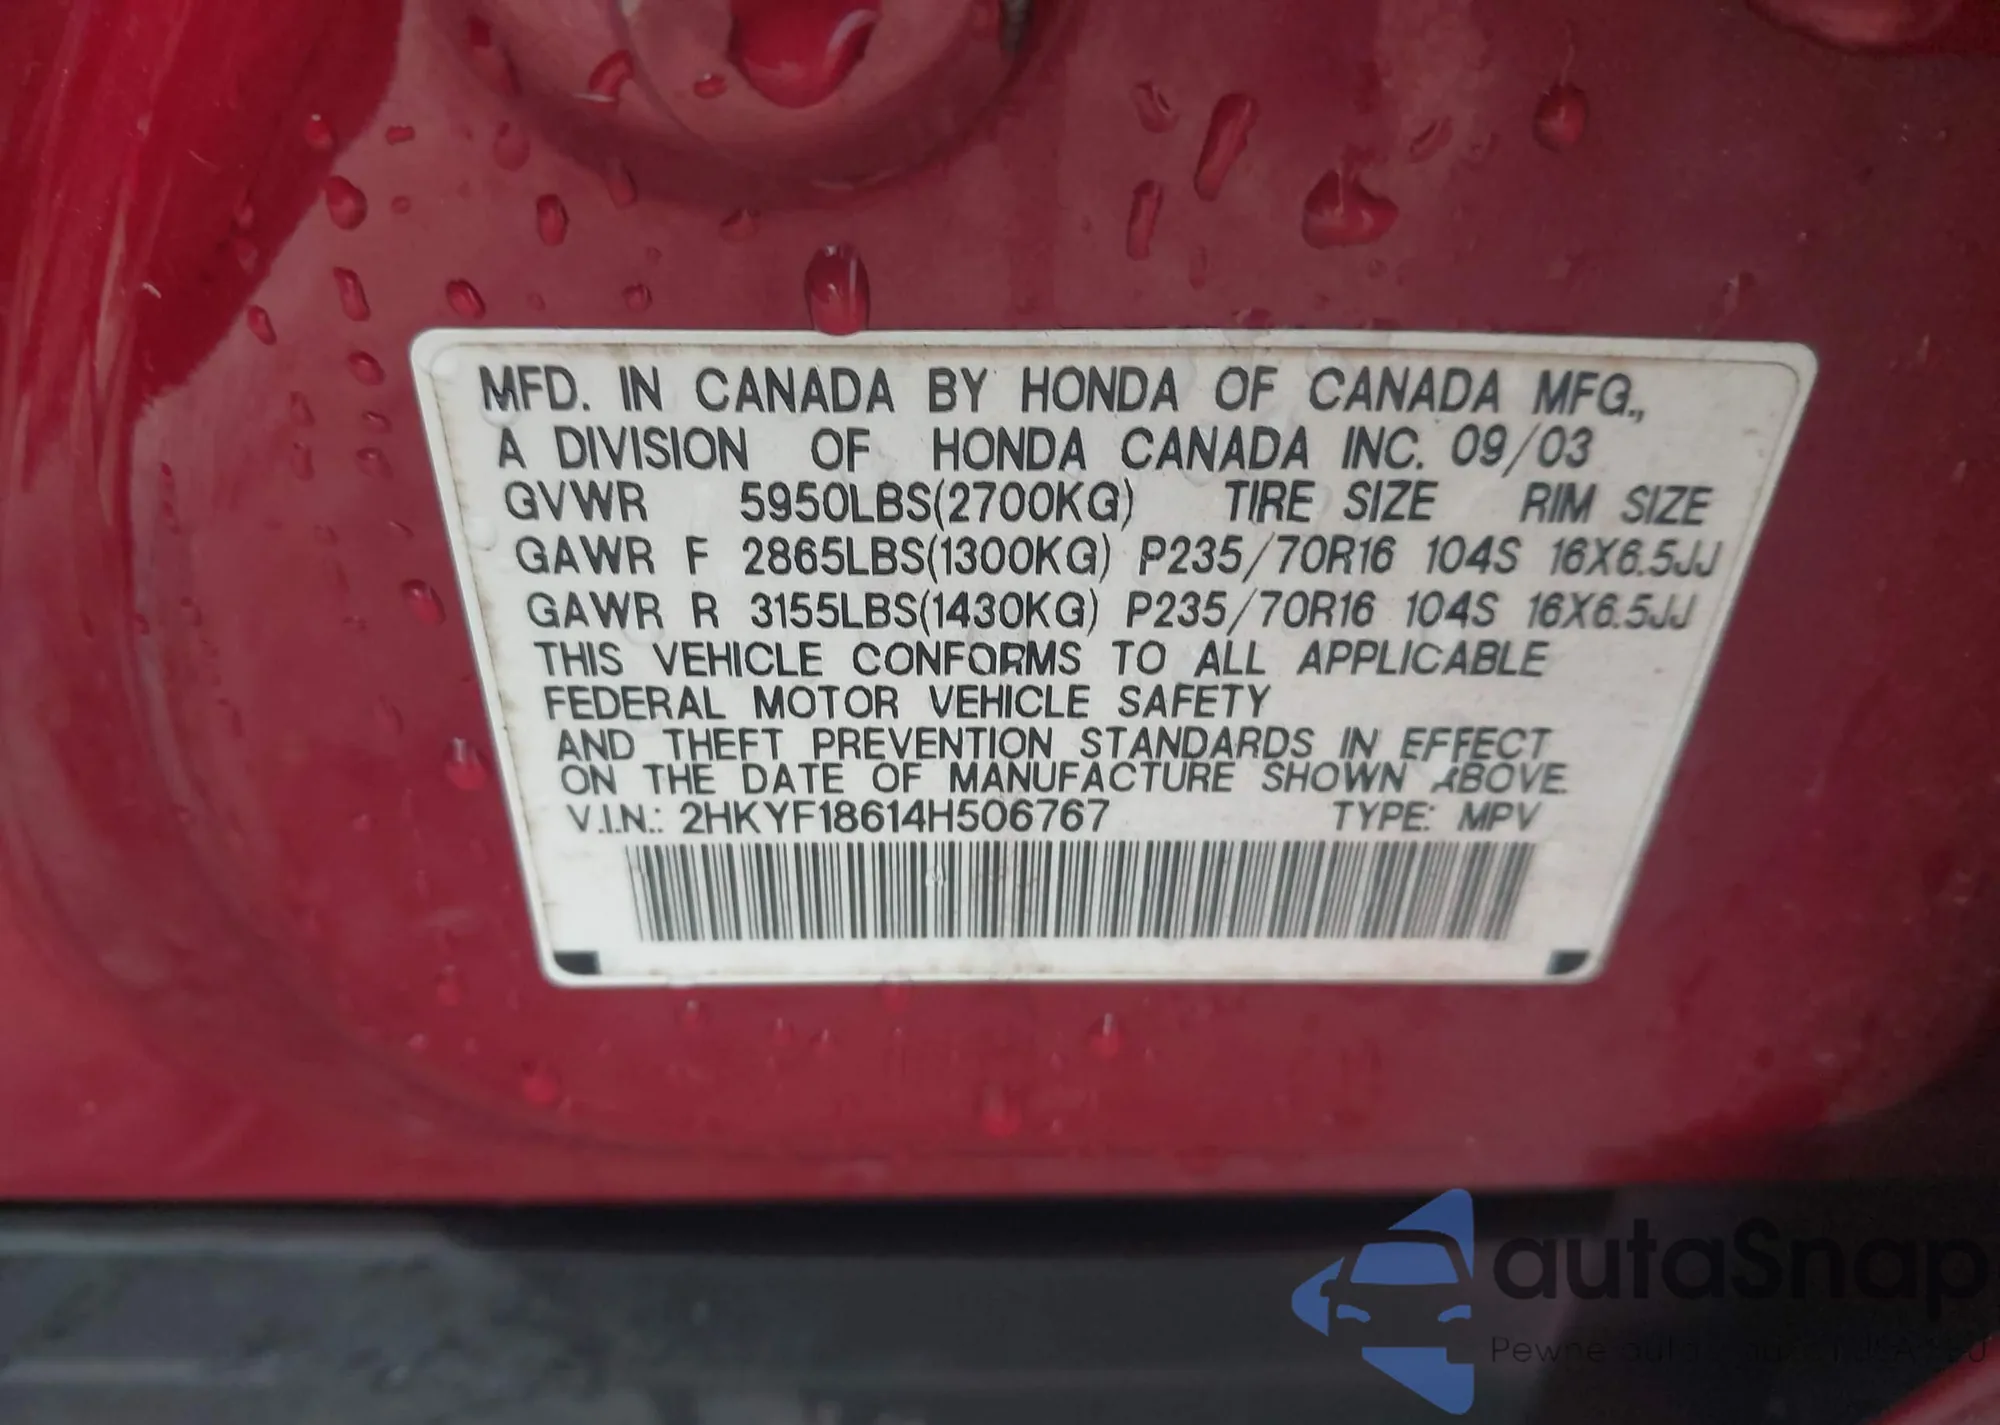 MFD. IN CANADA BY HONDA OF CANADA MFG.,
A DIVISION OF HONDA CANADA INC. 09/03
GVWR 5950LBS(2700KG) TIRE SIZE RIM SIZE
GAWR F 2865LBS(1300KG) P235/70R16 104S 16X6.5JJ
GAWR R 3155LBS(1430KG) P235/70R16 104S 16X6.5JJ
THIS VEHICLE CONFORMS TO ALL APPLICABLE
FEDERAL MOTOR VEHICLE SAFETY
AND THEFT PREVENTION STANDARDS IN EFFECT
ON THE DATE OF MANUFACTURE SHOWN ABOVE.
V.I.N.: 2HKYF18614H506767 TYPE: MPV
autaSnap
Pewne auta